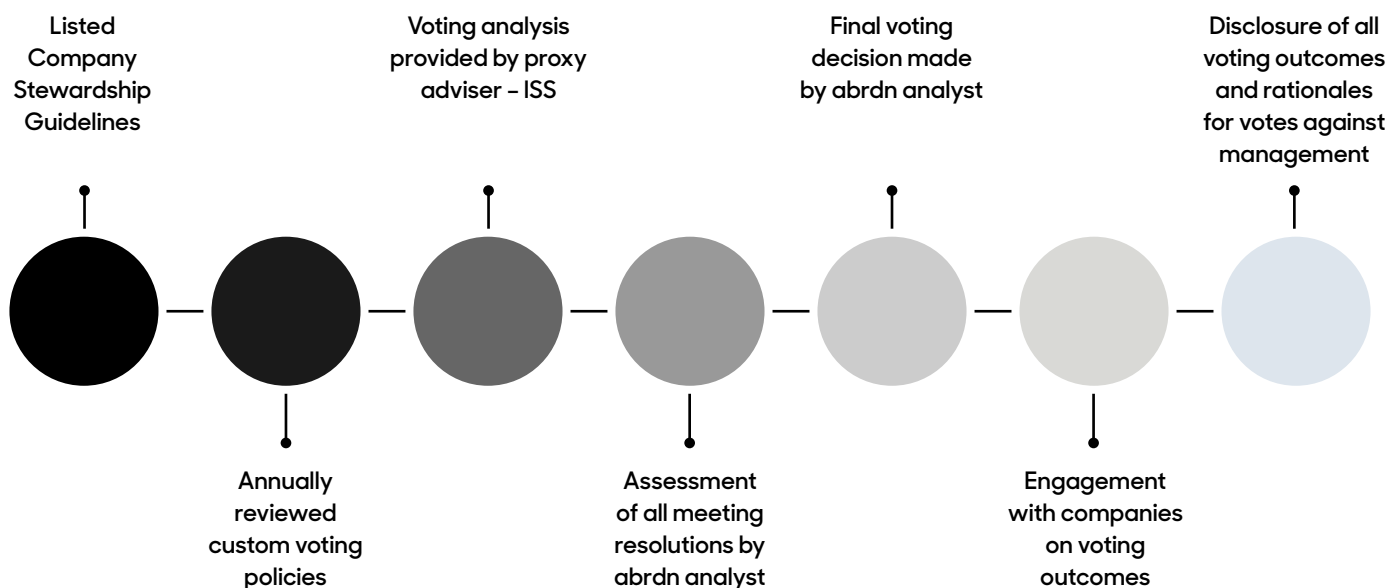 Listed
Company
Stewardship
Guidelines
Annually
reviewed
custom voting
policies
Voting analysis
provided by proxy
adviser – ISS
Assessment
of all meeting
resolutions by
abrdn analyst
Final voting
decision made
by abrdn analyst
Engagement
with companies
on voting
outcomes
Disclosure of all
voting outcomes
and rationales
for votes against
management